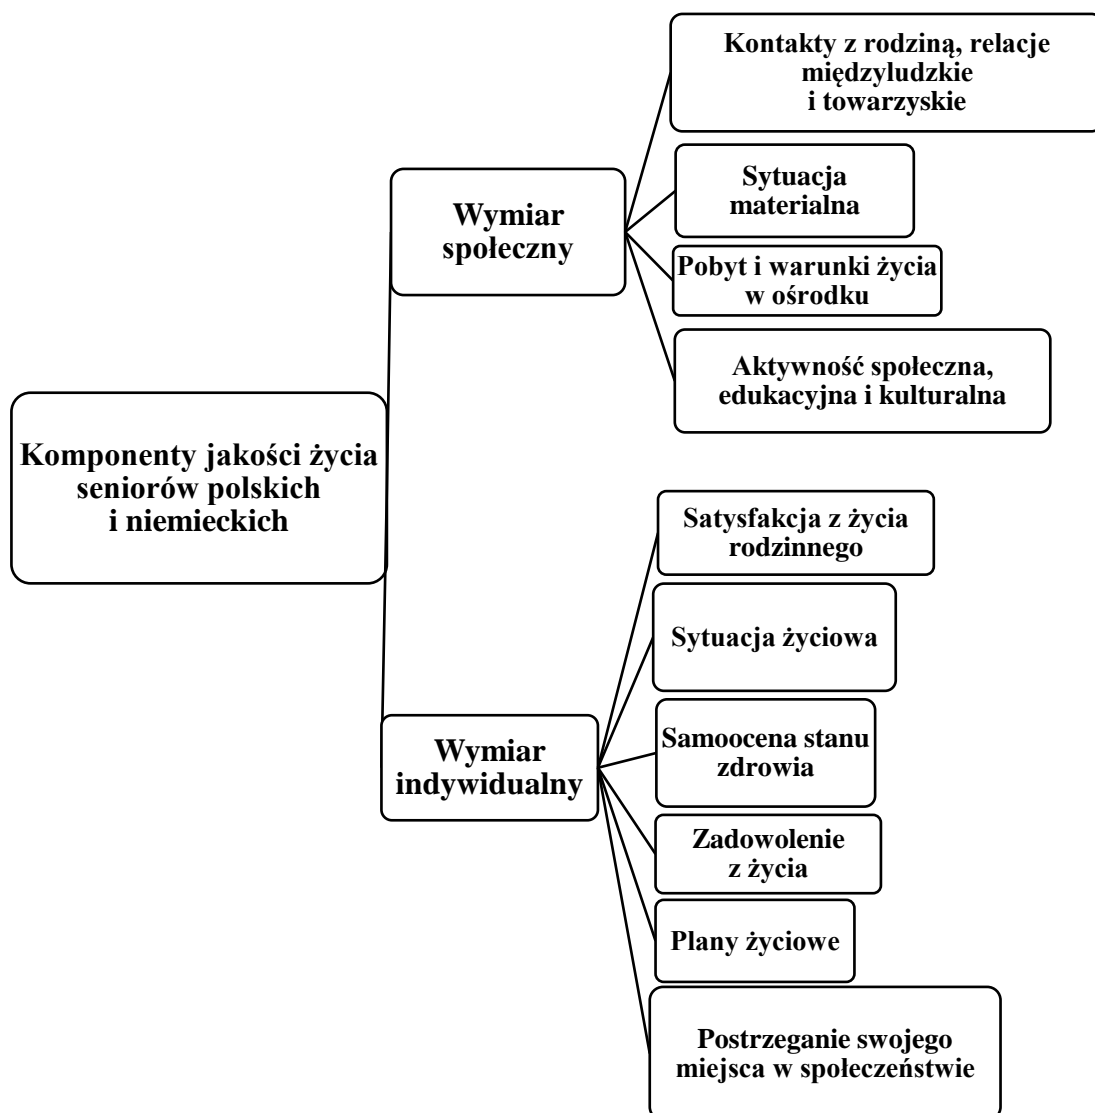 Kontakty z rodziną, relacje
międzyludzkie
i towarzyskie
Sytuacja
materialna
Wymiar
społeczny
Pobyt i warunki życia
w ośrodku
Aktywność społeczna,
edukacyjna i kulturalna
Komponenty jakości życia
seniorów polskich
i niemieckich
Satysfakcja z życia
rodzinnego
Sytuacja życiowa
Samoocena stanu
zdrowia
Wymiar
indywidualny
Zadowolenie
z życia
Plany życiowe
Postrzeganie swojego
miejsca w społeczeństwie